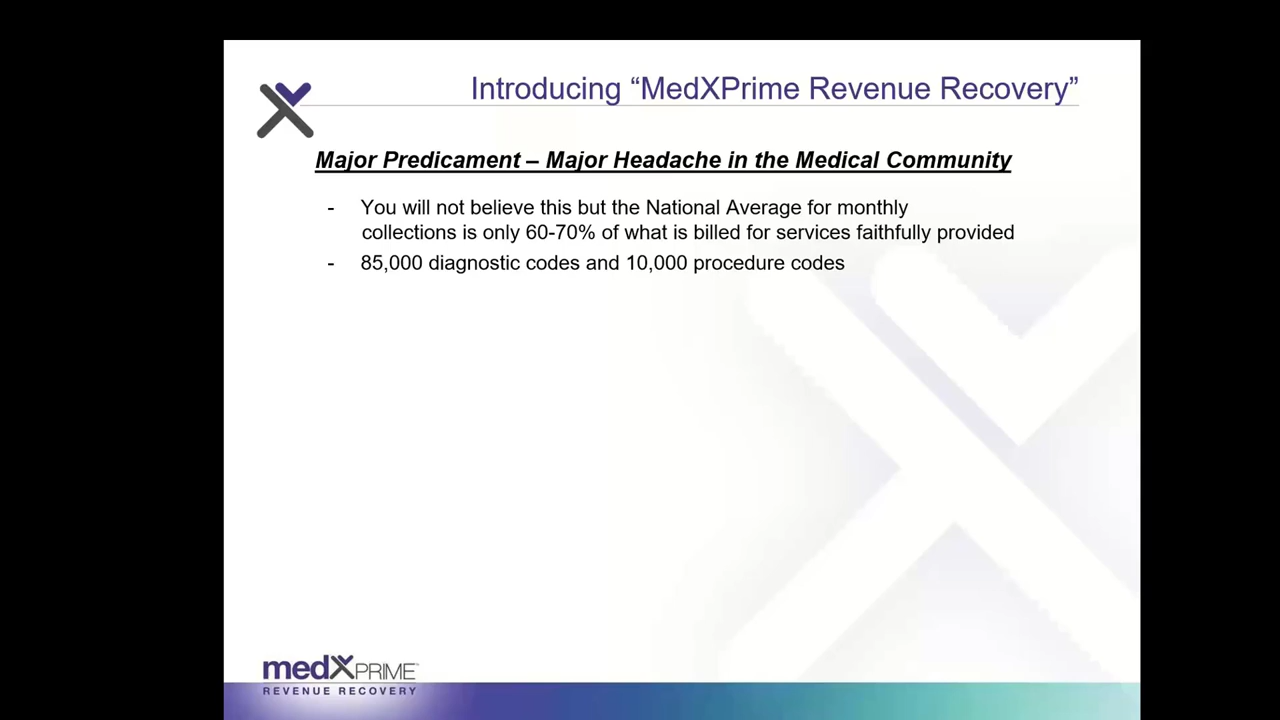 Introducing “MedXPrime Revenue Recovery”
Major Predicament – Major Headache in the Medical Community
- You will not believe this but the National Average for monthly
collections is only 60-70% of what is billed for services faithfully provided
- 85,000 diagnostic codes and 10,000 procedure codes
medXPRIME™
REVENUE RECOVERY